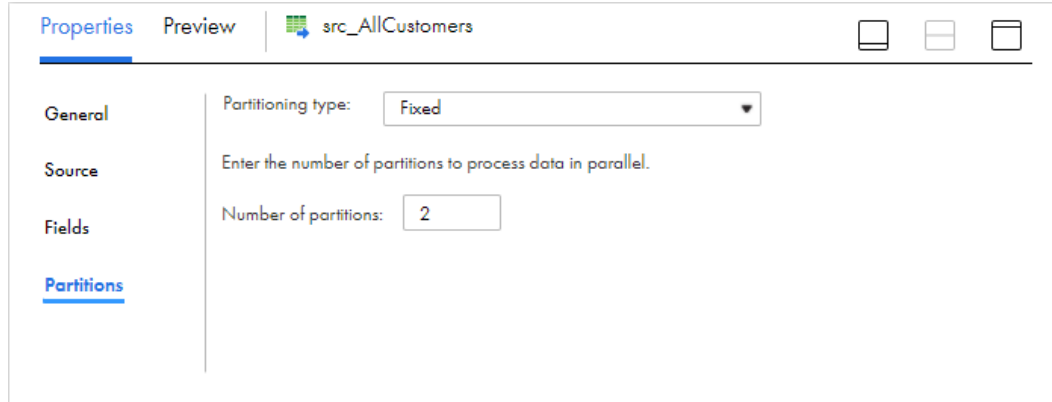 Properties Preview src_AllCustomers
General
Source
Fields
Partitions
Partitioning type: Fixed
Enter the number of partitions to process data in parallel.
Number of partitions: 2